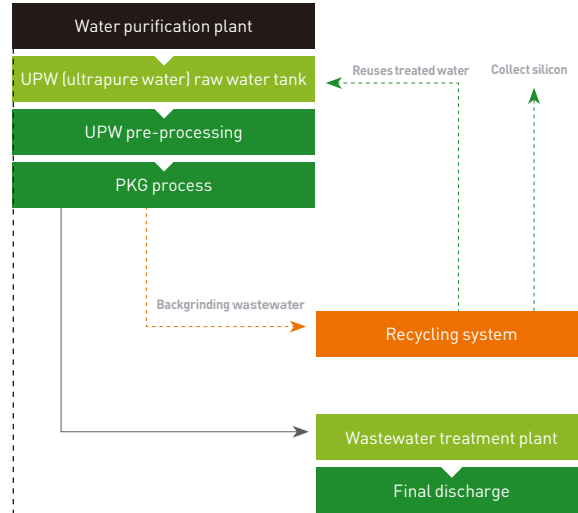 Water purification plant
UPW (ultrapure water) raw water tank
Reuses treated water
Collect silicon
UPW pre-processing
PKG process
Backgrinding wastewater
Recycling system
Wastewater treatment plant
Final discharge